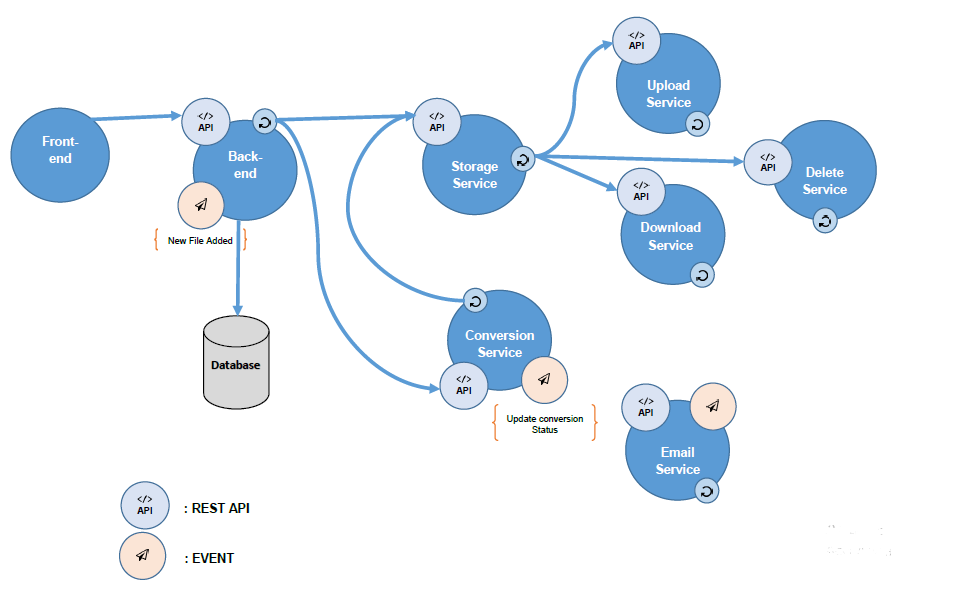 Front-
end
</>
API
Back-
end
New File Added
Database
</>
API
Storage
Service
</>
API
Upload
Service
</>
API
Delete
Service
</>
API
Download
Service
Conversion
Service
</>
API
Update conversion
Status
</>
API
Email
Service
</>
API
: REST API
: EVENT